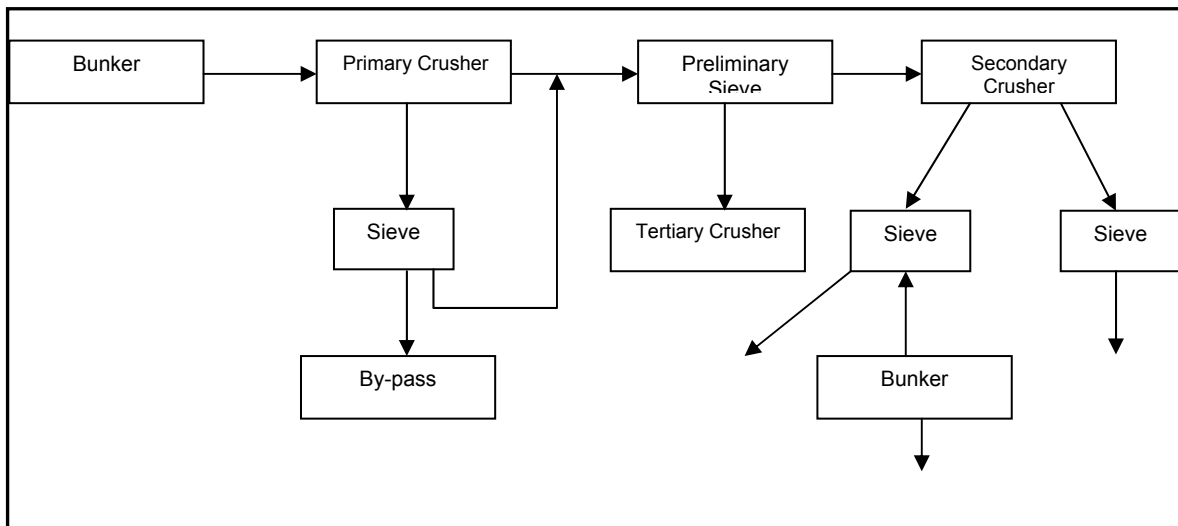 Bunker
Primary Crusher
Preliminary
Sieve
Secondary
Crusher
Sieve
Tertiary Crusher
Sieve
Sieve
By-pass
Bunker